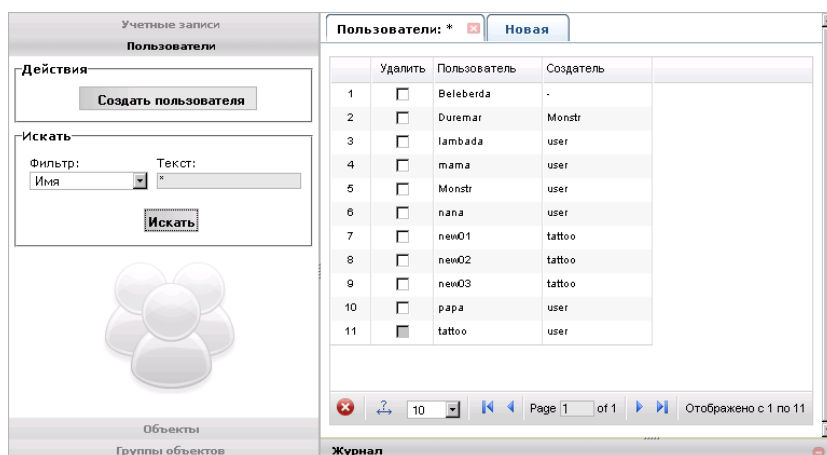 Учетные записи
Пользователи
Действия
Создать пользователя
Искать
Фильтр: Текст:
Имя *
Искать
Объекты
Группы объектов
Пользователи: * Новая
Удалить Пользователь Создатель
1 Beleberda -
2 Duremar Monstr
3 lambada user
4 mama user
5 Monstr user
6 nana user
7 new01 tattoo
8 new02 tattoo
9 new03 tattoo
10 papa user
11 tattoo user
10 Page 1 of 1 Отображено с 1 по 11
Журнал